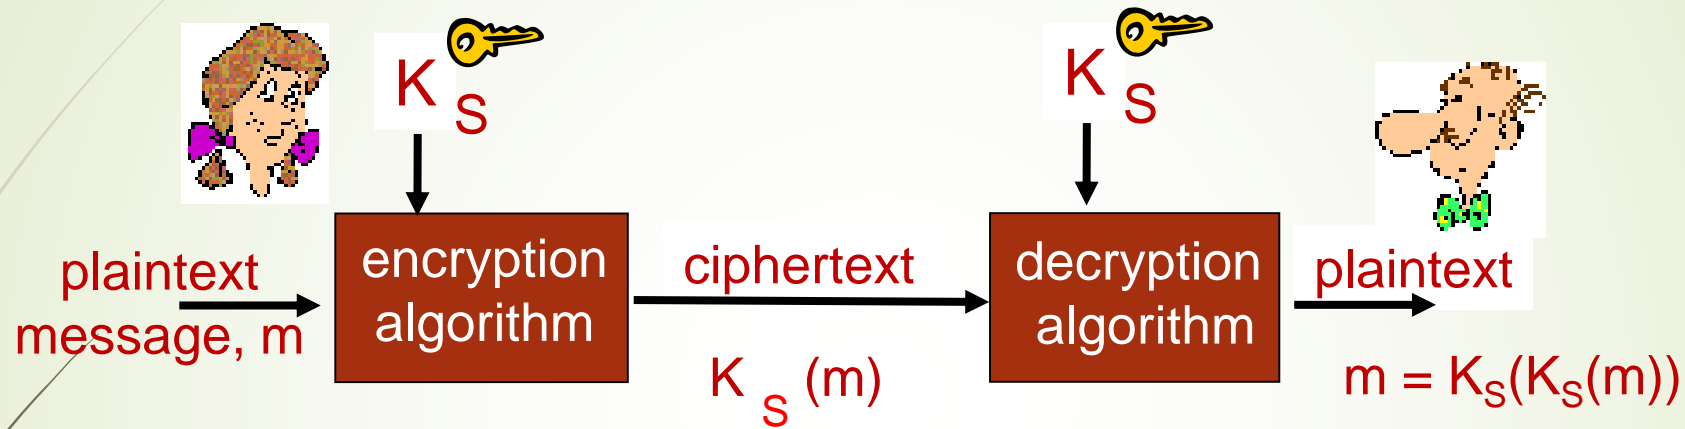 K S
K S
plaintext
message, m
encryption
algorithm
ciphertext
K S (m)
decryption
algorithm
plaintext
m = KS(KS(m))